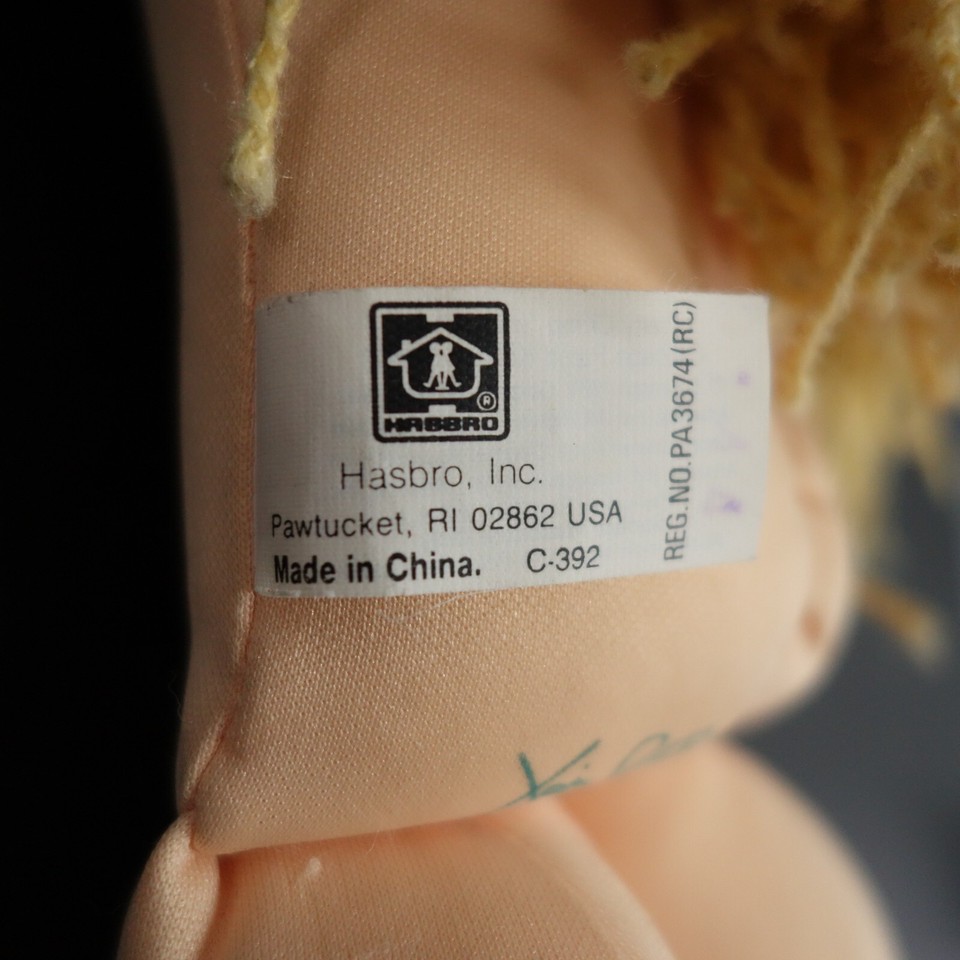 ®
HASBRO
Hasbro, Inc.
Pawtucket, RI 02862 USA
Made in China. C-392
REG.NO.PA3674(RC)